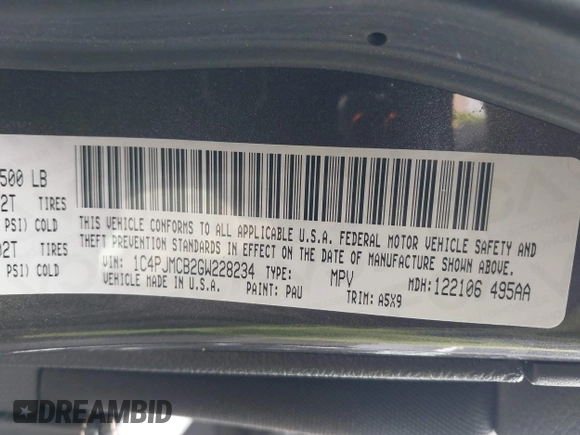 500 LB
2T TIRES
PSI) COLD
02T TIRES
PSI) COLD
THIS VEHICLE CONFORMS TO ALL APPLICABLE U.S.A. FEDERAL MOTOR VEHICLE SAFETY AND
THEFT PREVENTION STANDARDS IN EFFECT ON THE DATE OF MANUFACTURE SHOWN ABOVE.
VIN: 1C4PJMCB2GW228234 TYPE: MPV MDH:122106 495AA
VEHICLE MADE IN U.S.A. PAINT: PAU TRIM: A5X9
DREAMBID